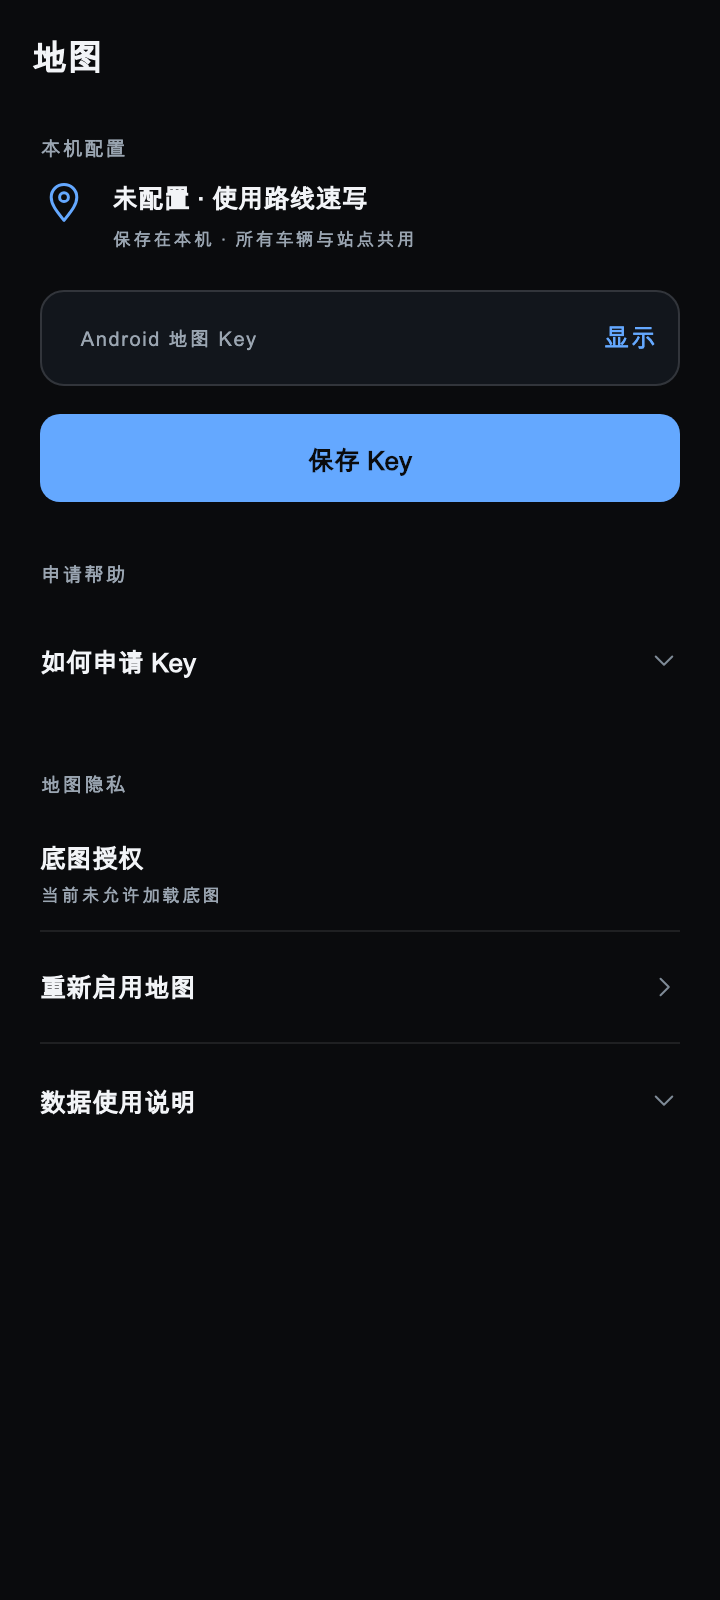 地图
本机配置
未配置 · 使用路线速写
保存在本机 · 所有车辆与站点共用
Android 地图 Key
显示
保存 Key
申请帮助
如何申请 Key
地图隐私
底图授权
当前未允许加载底图
重新启用地图
数据使用说明